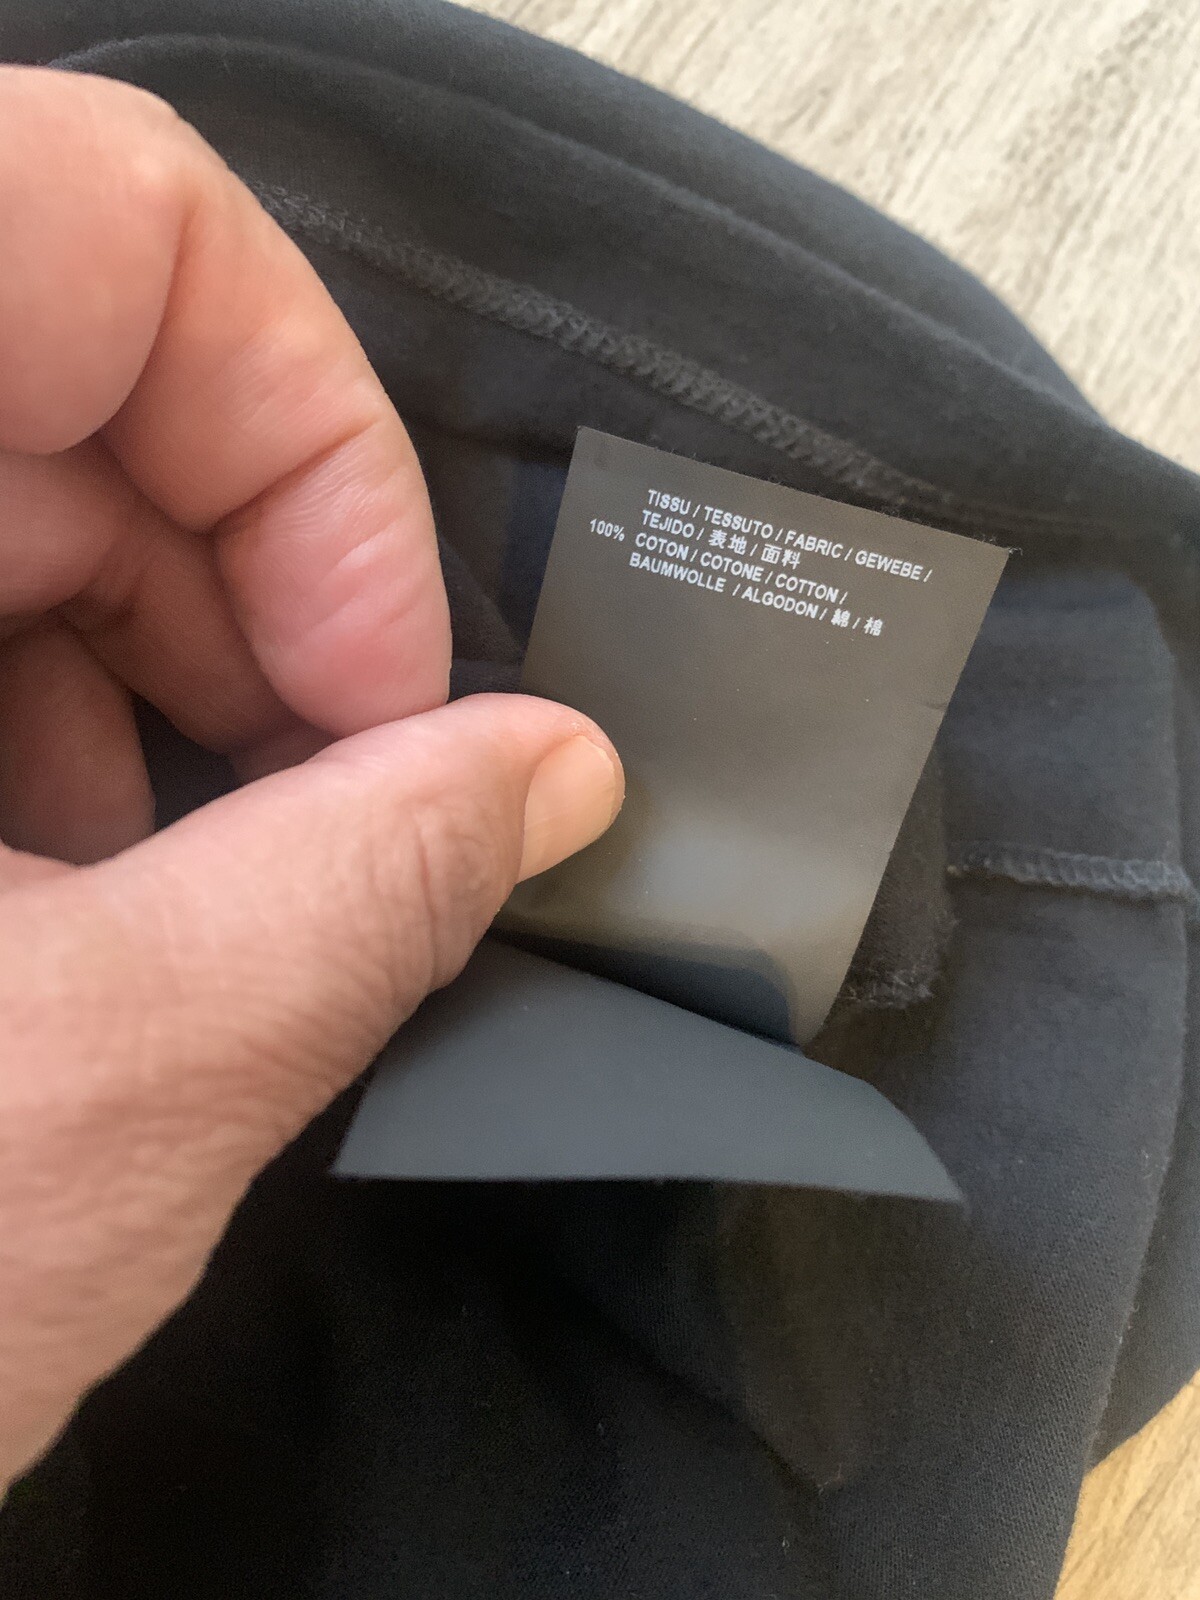 TISSU / TESSUTO / FABRIC / GEWEBE /
TEJIDO / 表地 / 面料
100% COTON / COTONE / COTTON /
BAUMWOLLE / ALGODON / 綿 / 棉